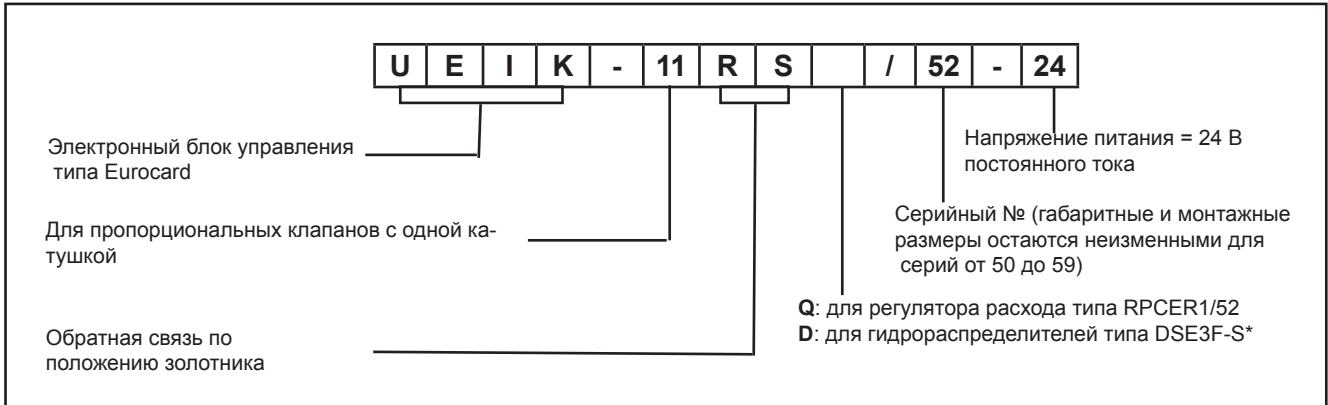 U E I K - 11 R S / 52 - 24
Электронный блок управления
типа Eurocard
Напряжение питания = 24 В
постоянного тока
Для пропорциональных клапанов с одной ка-
тушкой
Серийный № (габаритные и монтажные
размеры остаются неизменными для
серий от 50 до 59)
Q: для регулятора расхода типа RPCER1/52
D: для гидрораспределителей типа DSE3F-S*
Обратная связь по
положению золотника